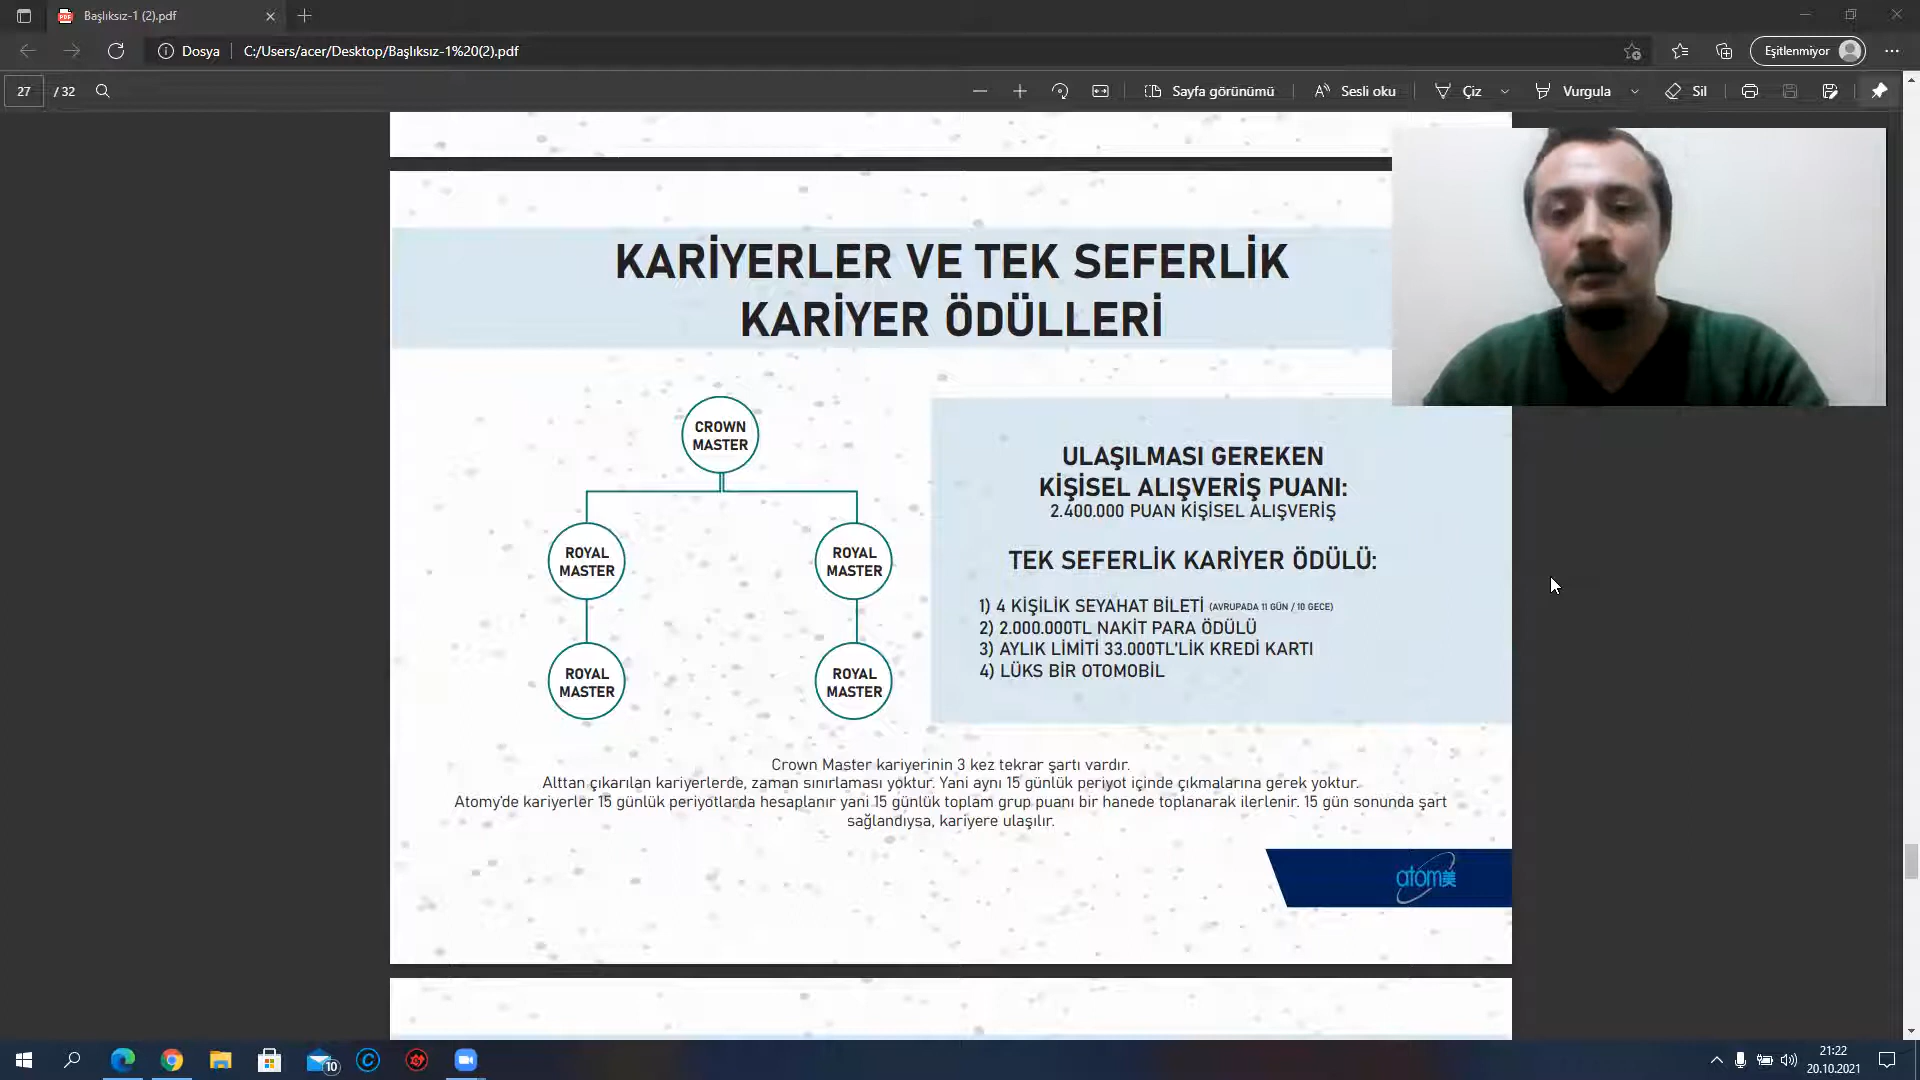 Başlıksız-1 (2).pdf
Dosya
C:/Users/acer/Desktop/Başlıksız-1%20(2).pdf
Eşitlenmiyor
27 / 32
Sayfa görünümü
Sesli oku
Çiz
Vurgula
Sil
KARİYERLER VE TEK SEFERLİK
KARİYER ÖDÜLLERİ
CROWN
MASTER
ROYAL
MASTER
ROYAL
MASTER
ROYAL
MASTER
ROYAL
MASTER
ULAŞILMASI GEREKEN
KİŞİSEL ALIŞVERİŞ PUANI:
2.400.000 PUAN KİŞİSEL ALIŞVERİŞ
TEK SEFERLİK KARİYER ÖDÜLÜ:
1) 4 KİŞİLİK SEYAHAT BİLETİ (AVRUPADA 11 GÜN / 10 GECE)
2) 2.000.000TL NAKİT PARA ÖDÜLÜ
3) AYLIK LİMİTİ 33.000TL'LİK KREDİ KARTI
4) LÜKS BİR OTOMOBİL
Crown Master kariyerinin 3 kez tekrar şartı vardır.
Alttan çıkarılan kariyerlerde, zaman sınırlaması yoktur. Yani aynı 15 günlük periyot içinde çıkmalarına gerek yoktur.
Atomy'de kariyerler 15 günlük periyotlarda hesaplanır yani 15 günlük toplam grup puanı bir hanede toplanarak ilerlenir. 15 gün sonunda şart
sağlandıysa, kariyere ulaşılır.
atom美
10
21:22
20.10.2021